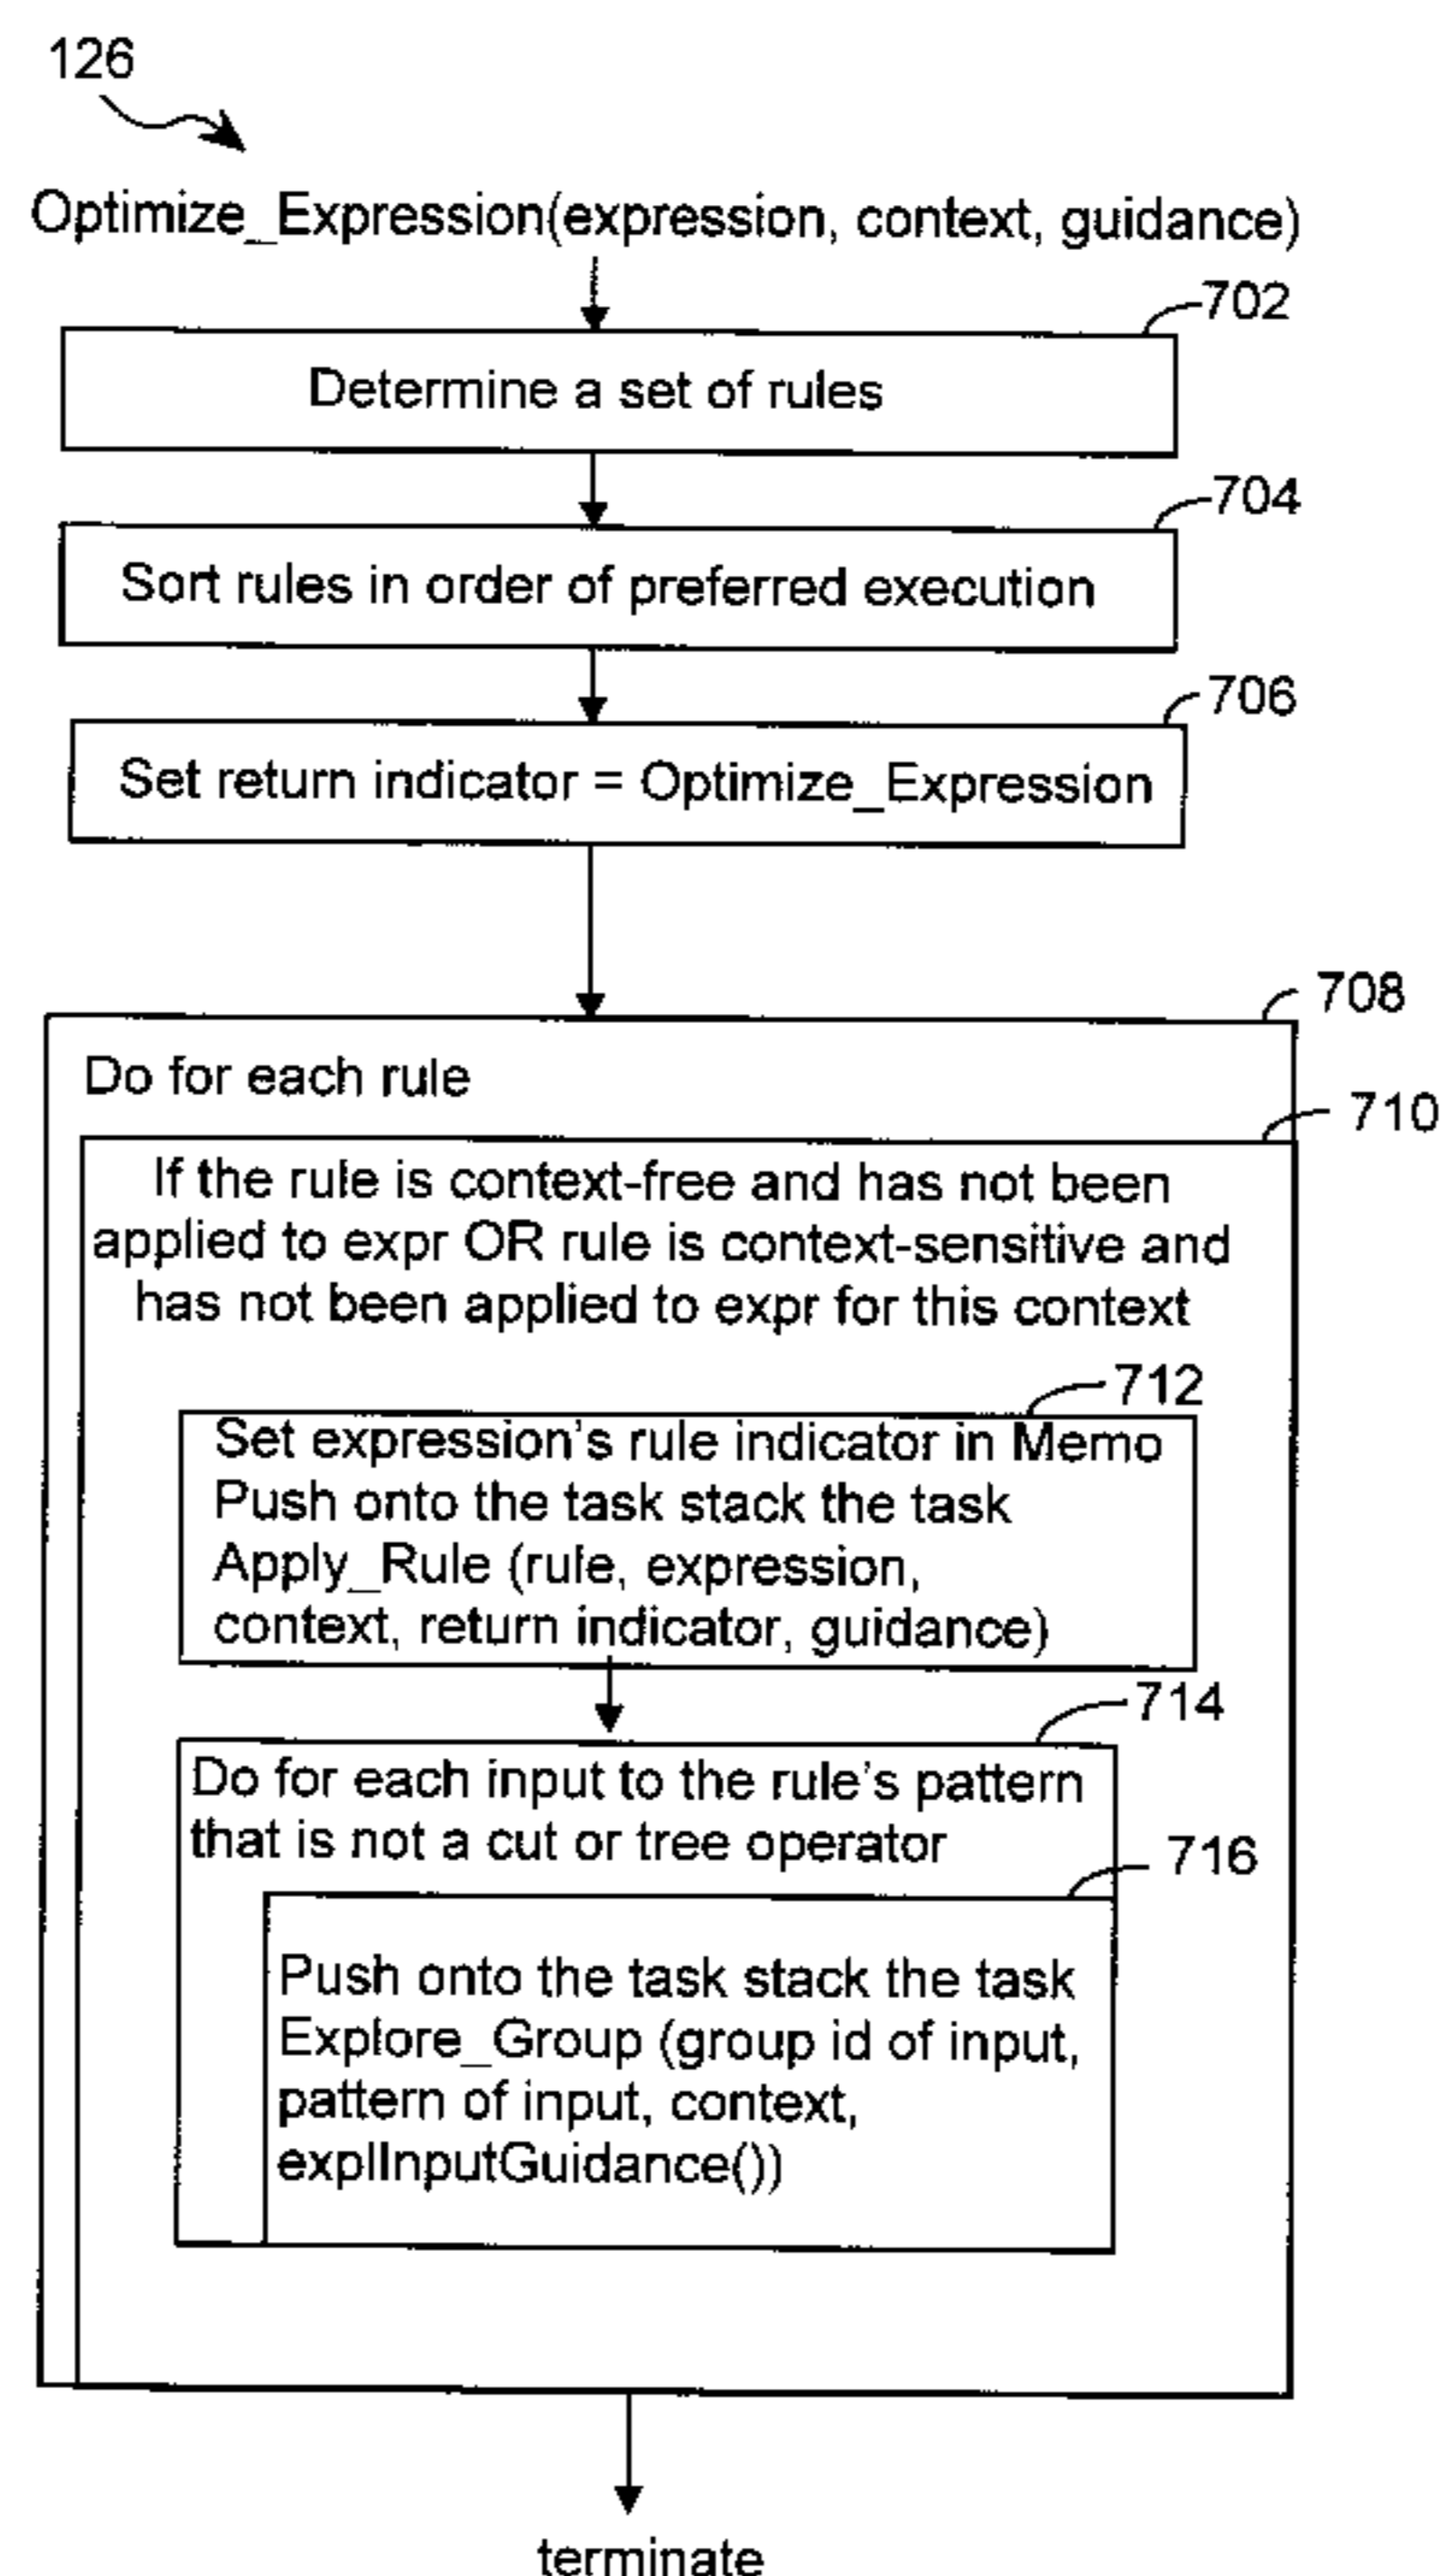 126
Optimize_Expression(expression, context, guidance)
702
Determine a set of rules
704
Sort rules in order of preferred execution
706
Set return indicator = Optimize_Expression
708
Do for each rule
710
If the rule is context-free and has not been
applied to expr OR rule is context-sensitive and
has not been applied to expr for this context
712
Set expression's rule indicator in Memo
Push onto the task stack the task
Apply_Rule (rule, expression,
context, return indicator, guidance)
714
Do for each input to the rule's pattern
that is not a cut or tree operator
716
Push onto the task stack the task
Explore_Group (group id of input,
pattern of input, context,
explInputGuidance())
terminate